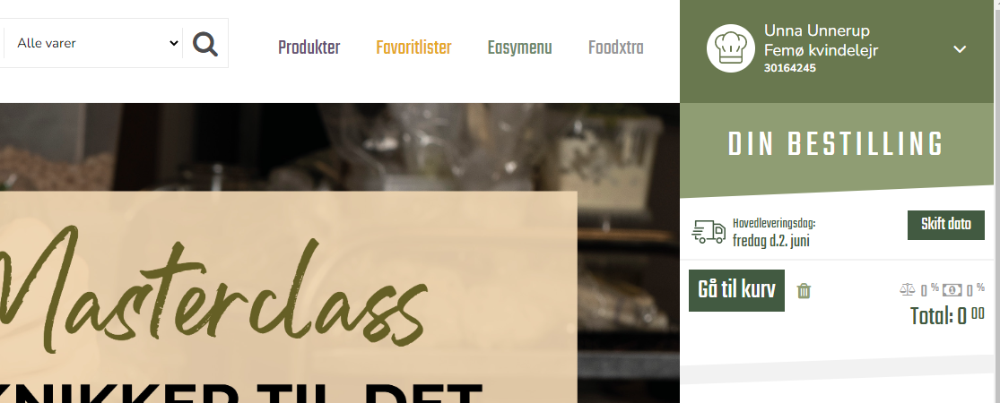 Alle varer
Produkter
Favoritlister
Easymenu
Foodxtra
Unna Unnerup
Femø kvindelejr
30164245
DIN BESTILLING
Hovedleveringsdag:
fredag d.2. juni
Skift dato
Gå til kurv
0 % 0 %
Total: 0 00
Masterclass
KNIKKER TIL DET